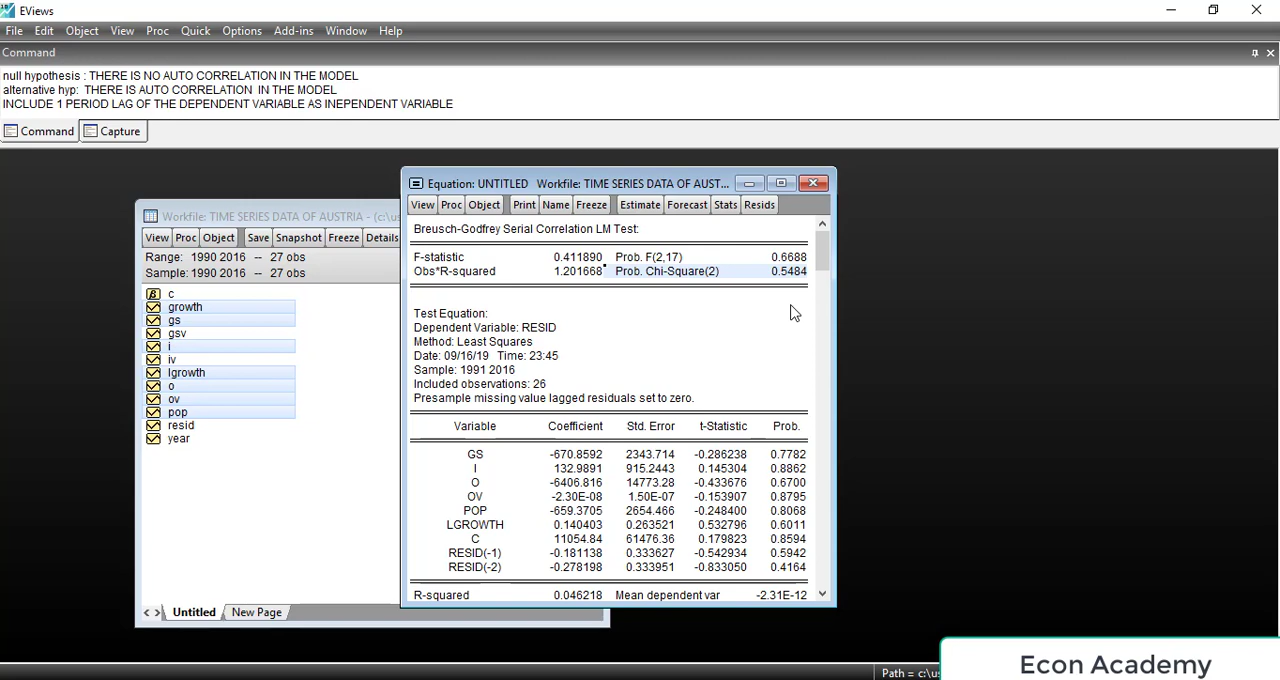 EViews
File Edit Object View Proc Quick Options Add-ins Window Help
Command
null hypothesis : THERE IS NO AUTO CORRELATION IN THE MODEL
alternative hyp: THERE IS AUTO CORRELATION IN THE MODEL
INCLUDE 1 PERIOD LAG OF THE DEPENDENT VARIABLE AS INEPENDENT VARIABLE
Command Capture
Workfile: TIME SERIES DATA OF AUSTRIA - (c:\us
View Proc Object Save Snapshot Freeze Details
Range: 1990 2016 -- 27 obs
Sample: 1990 2016 -- 27 obs
c
growth
gs
gsv
i
iv
lgrowth
o
ov
pop
resid
year
Untitled New Page
Equation: UNTITLED Workfile: TIME SERIES DATA OF AUST...
View Proc Object Print Name Freeze Estimate Forecast Stats Resids
Breusch-Godfrey Serial Correlation LM Test:
F-statistic 0.411890 Prob. F(2,17) 0.6688
Obs*R-squared 1.201668 Prob. Chi-Square(2) 0.5484
Test Equation:
Dependent Variable: RESID
Method: Least Squares
Date: 09/16/19 Time: 23:45
Sample: 1991 2016
Included observations: 26
Presample missing value lagged residuals set to zero.
Variable Coefficient Std. Error t-Statistic Prob.
GS -670.8592 2343.714 -0.286238 0.7782
I 132.9891 915.2443 0.145304 0.8862
O -6406.816 14773.28 -0.433676 0.6700
OV -2.30E-08 1.50E-07 -0.153907 0.8795
POP -659.3705 2654.466 -0.248400 0.8068
LGROWTH 0.140403 0.263521 0.532796 0.6011
C 11054.84 61476.36 0.179823 0.8594
RESID(-1) -0.181138 0.333627 -0.542934 0.5942
RESID(-2) -0.278198 0.333951 -0.833050 0.4164
R-squared 0.046218 Mean dependent var -2.31E-12
Path = c:\us
Econ Academy